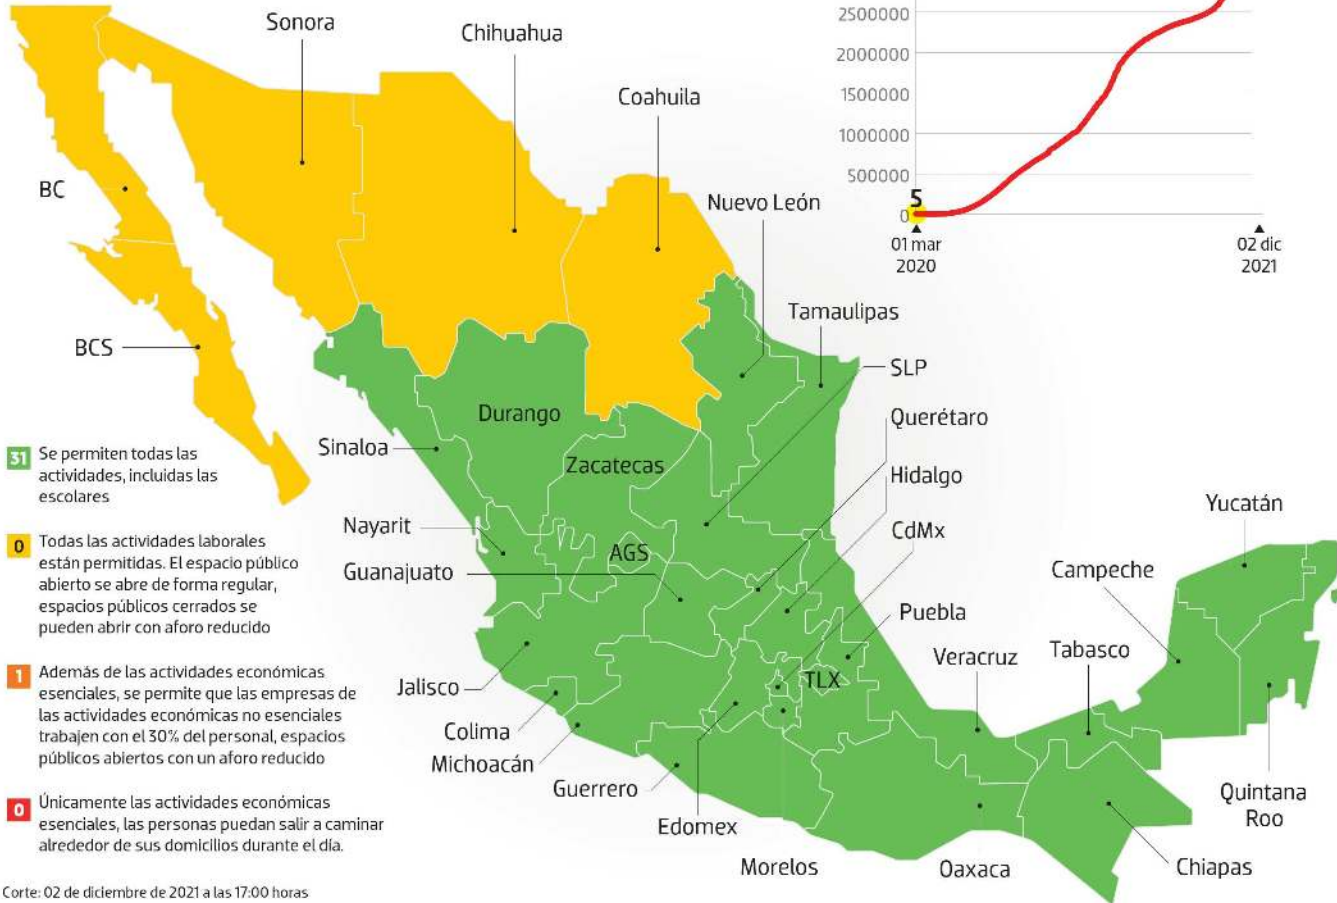 Sonora
Chihuahua
Coahuila
BC
Nuevo León
BCS
Tamaulipas
SLP
Durango
Querétaro
Sinaloa
Zacatecas
Hidalgo
Nayarit
AGS
CdMx
Yucatán
Guanajuato
Campeche
Puebla
Jalisco
TLX
Veracruz
Tabasco
Colima
Michoacán
Guerrero
Edomex
Quintana
Roo
Morelos
Oaxaca
Chiapas
2500000
2000000
1500000
1000000
500000
5
0
01 mar
2020
02 dic
2021
31 Se permiten todas las
actividades, incluidas las
escolares
0 Todas las actividades laborales
están permitidas. El espacio público
abierto se abre de forma regular,
espacios públicos cerrados se
pueden abrir con aforo reducido
1 Además de las actividades económicas
esenciales, se permite que las empresas de
las actividades económicas no esenciales
trabajen con el 30% del personal, espacios
públicos abiertos con un aforo reducido
0 Únicamente las actividades económicas
esenciales, las personas puedan salir a caminar
alrededor de sus domicilios durante el día.
Corte: 02 de diciembre de 2021 a las 17:00 horas